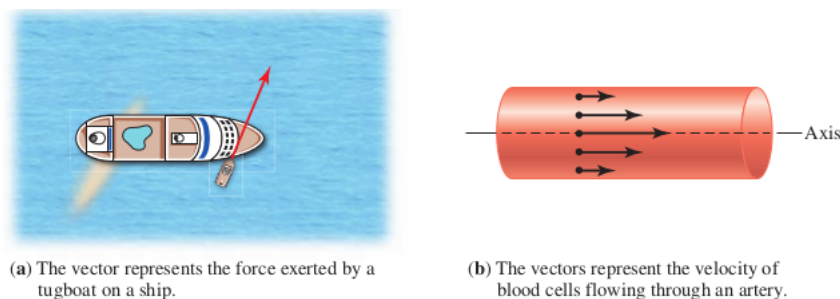 Axis
(a) The vector represents the force exerted by a
tugboat on a ship.
(b) The vectors represent the velocity of
blood cells flowing through an artery.